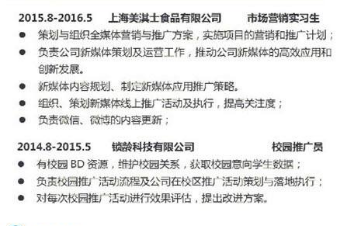 2015.8-2016.5 上海美淇士食品有限公司 市场营销实习生
● 策划与组织全媒体营销与推广方案，实施项目的营销和推广计划；
● 负责公司新媒体策划及运营工作，推动公司新媒体的高效应用和
创新发展。
● 新媒体内容规划、制定新媒体应用推广策略。
● 组织、策划新媒体线上推广活动及执行，提高关注度；
● 负责微信、微博的内容更新；
2014.8-2015.5 锁龄科技有限公司 校园推广员
● 有校园 BD 资源，维护校园关系，获取校园意向学生数据；
● 负责校园推广活动流程及公司在校区推广活动策划与落地执行；
● 对每次校园推广活动进行效果评估，提出改进方案。